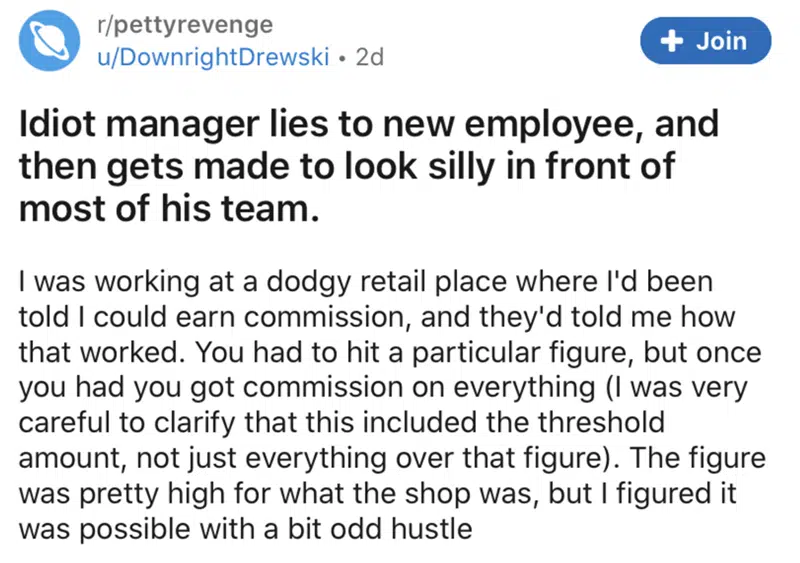 r/pettyrevenge
u/DownrightDrewski • 2d
+ Join
Idiot manager lies to new employee, and
then gets made to look silly in front of
most of his team.
I was working at a dodgy retail place where I'd been
told I could earn commission, and they'd told me how
that worked. You had to hit a particular figure, but once
you had you got commission on everything (I was very
careful to clarify that this included the threshold
amount, not just everything over that figure). The figure
was pretty high for what the shop was, but I figured it
was possible with a bit odd hustle